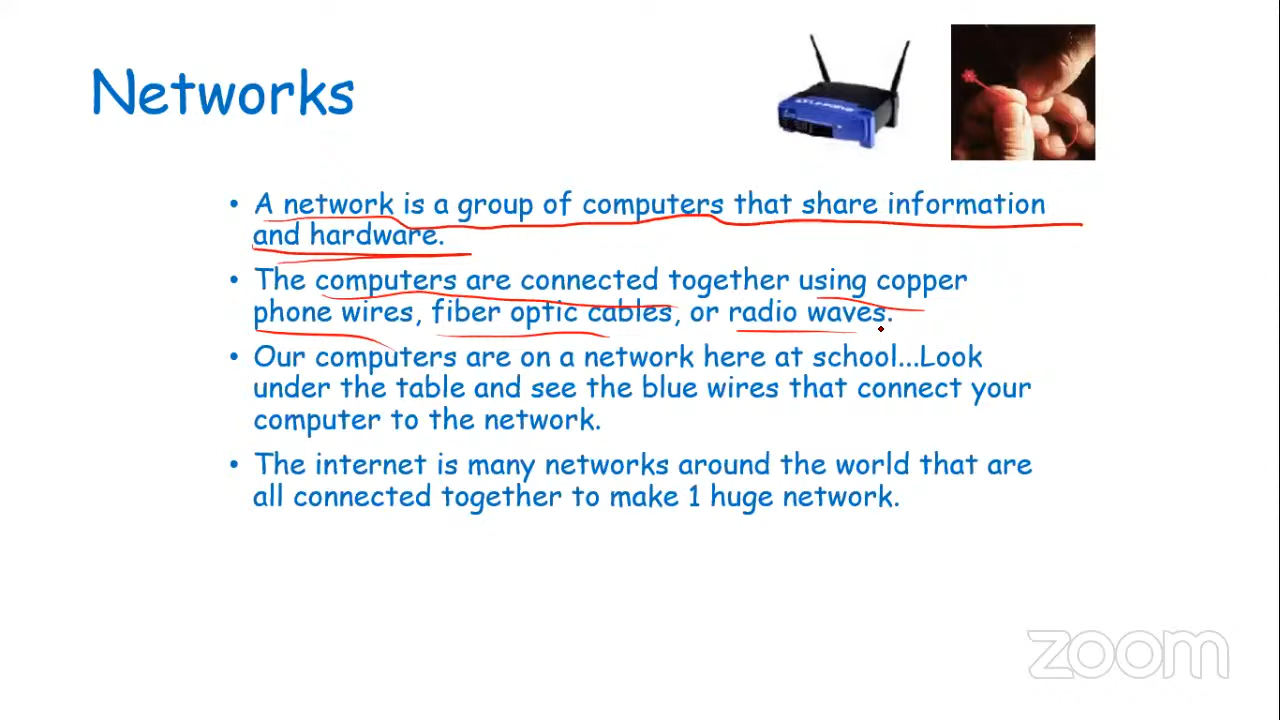 Networks
• A network is a group of computers that share information
and hardware.
• The computers are connected together using copper
phone wires, fiber optic cables, or radio waves.
• Our computers are on a network here at school...Look
under the table and see the blue wires that connect your
computer to the network.
• The internet is many networks around the world that are
all connected together to make 1 huge network.
zoom